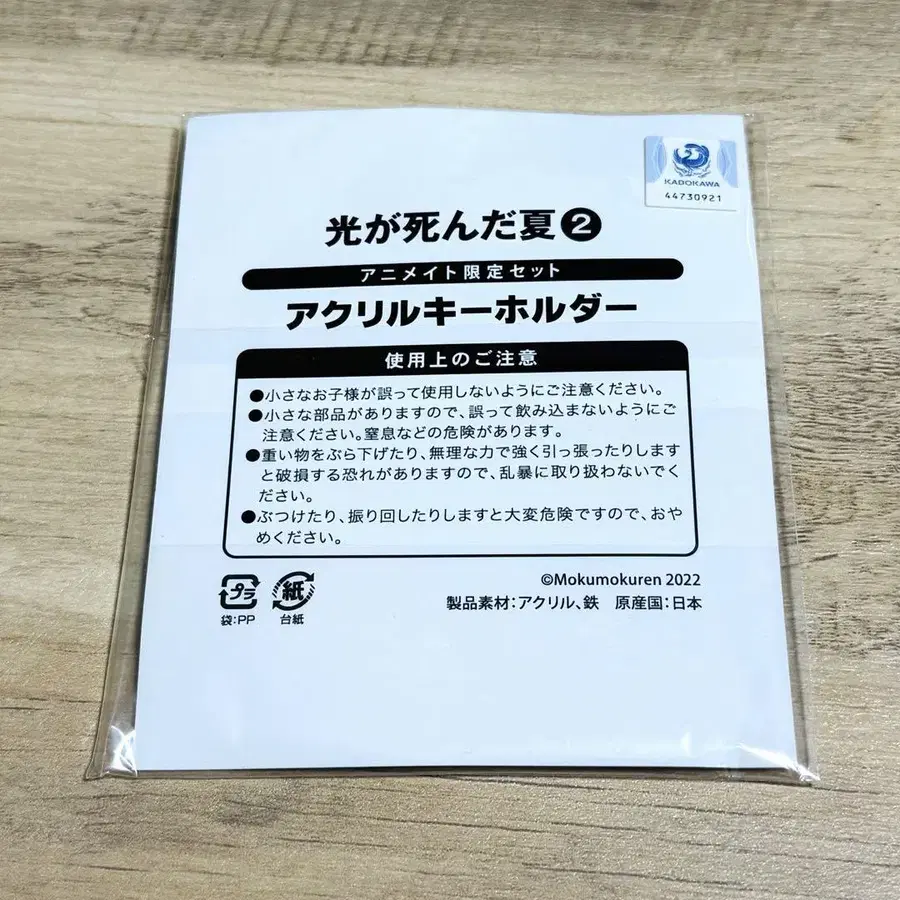 KADOKAWA
44730921
光が死んだ夏❷
アニメイト限定セット
アクリルキーホルダー
使用上のご注意
●小さなお子様が誤って使用しないようにご注意ください。
●小さな部品がありますので、誤って飲み込まないようにご
注意ください。窒息などの危険があります。
●重い物をぶら下げたり、無理な力で強く引っ張ったりします
と破損する恐れがありますので、乱暴に取り扱わないでく
ださい。
●ぶつけたり、振り回したりしますと大変危険ですので、おや
めください。
©Mokumokuren 2022
製品素材：アクリル、鉄　原産国：日本
プラ
紙
袋：PP
台紙